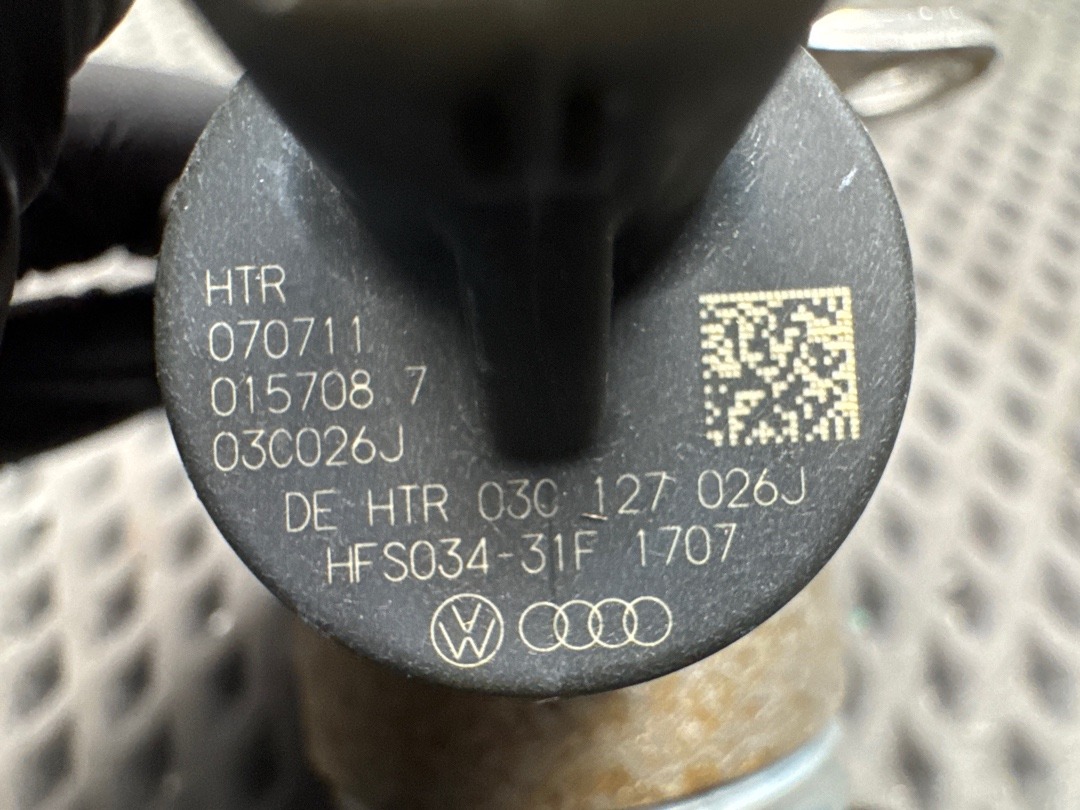 HTR
070711
015708 7
03C026J
DE HTR 03C 127 026J
HFS034-31F 1707